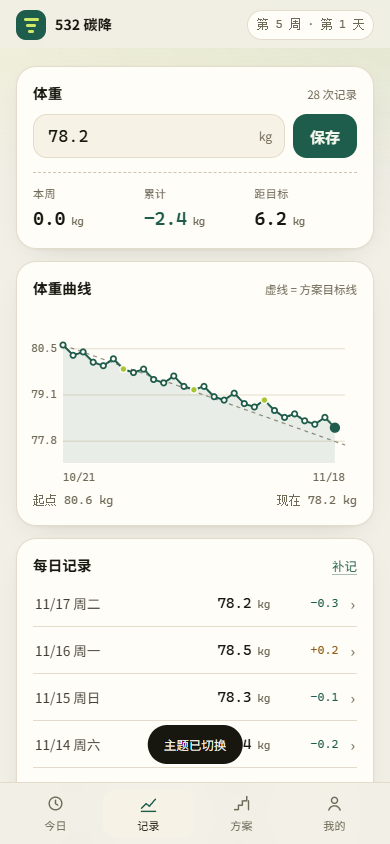 532 碳降
第 5 周 · 第 1 天
体重
28 次记录
78.2 kg
保存
本周 累计 距目标
0.0 kg −2.4 kg 6.2 kg
体重曲线
虚线 = 方案目标线
80.5
79.1
77.8
10/21 11/18
起点 80.6 kg 现在 78.2 kg
每日记录
补记
11/17 周二 78.2 kg −0.3 ›
11/16 周一 78.5 kg +0.2 ›
11/15 周日 78.3 kg −0.1 ›
11/14 周六 4 kg −0.2 ›
主题已切换
今日 记录 方案 我的